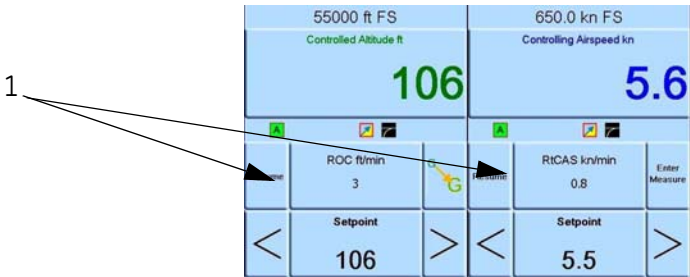 55000 ft FS
650.0 kn FS
Controlled Altitude ft
Controlling Airspeed kn
106
5.6
1
A
A
ROC ft/min
3
G
G
RtCAS kn/min
0.8
Enter
Measure
Setpoint
106
Setpoint
5.5